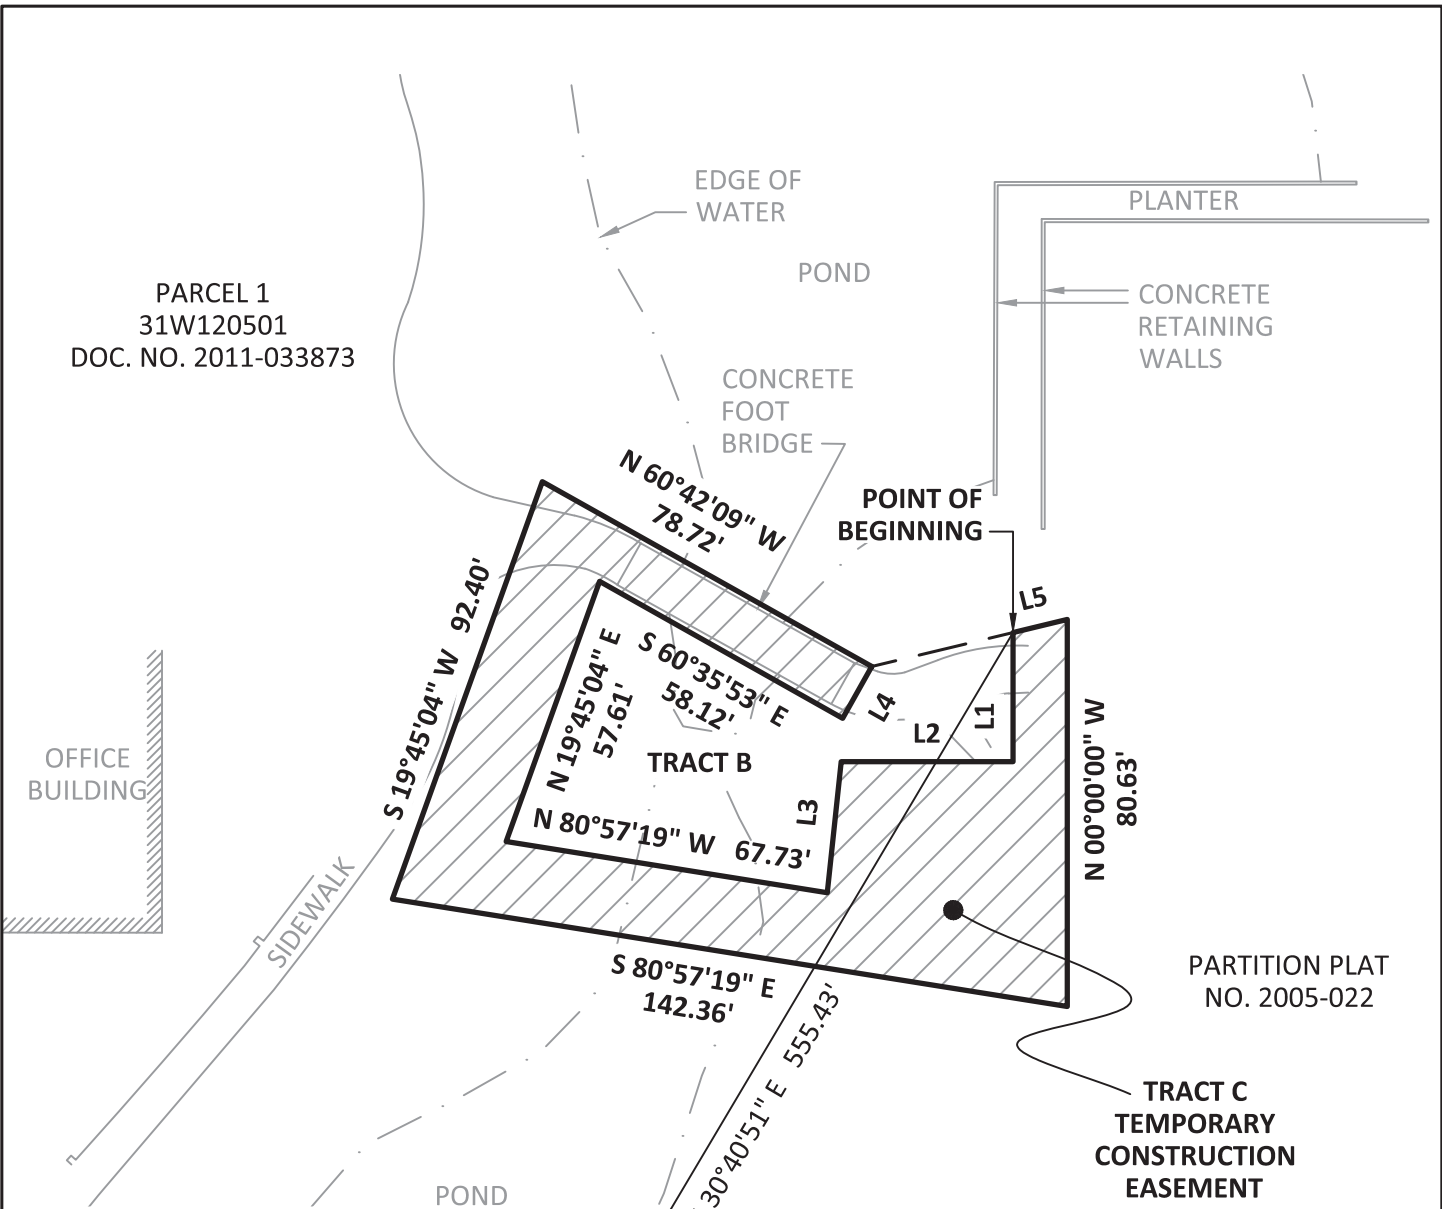 EDGE OF
WATER
POND
PLANTER
PARCEL 1
31W120501
DOC. NO. 2011-033873
CONCRETE
RETAINING
WALLS
CONCRETE
FOOT
BRIDGE
N 60°42'09" W
78.72'
POINT OF
BEGINNING
L5
S 19°45'04" W 92.40'
N 19°45'04" E
57.61'
S 60°35'53" E
58.12'
L4
L2
L1
TRACT B
L3
N 80°57'19" W 67.73'
N 00°00'00" W
80.63'
OFFICE
BUILDING
SIDEWALK
S 80°57'19" E
142.36'
30°40'51" E 555.43'
PARTITION PLAT
NO. 2005-022
TRACT C
TEMPORARY
CONSTRUCTION
EASEMENT
POND